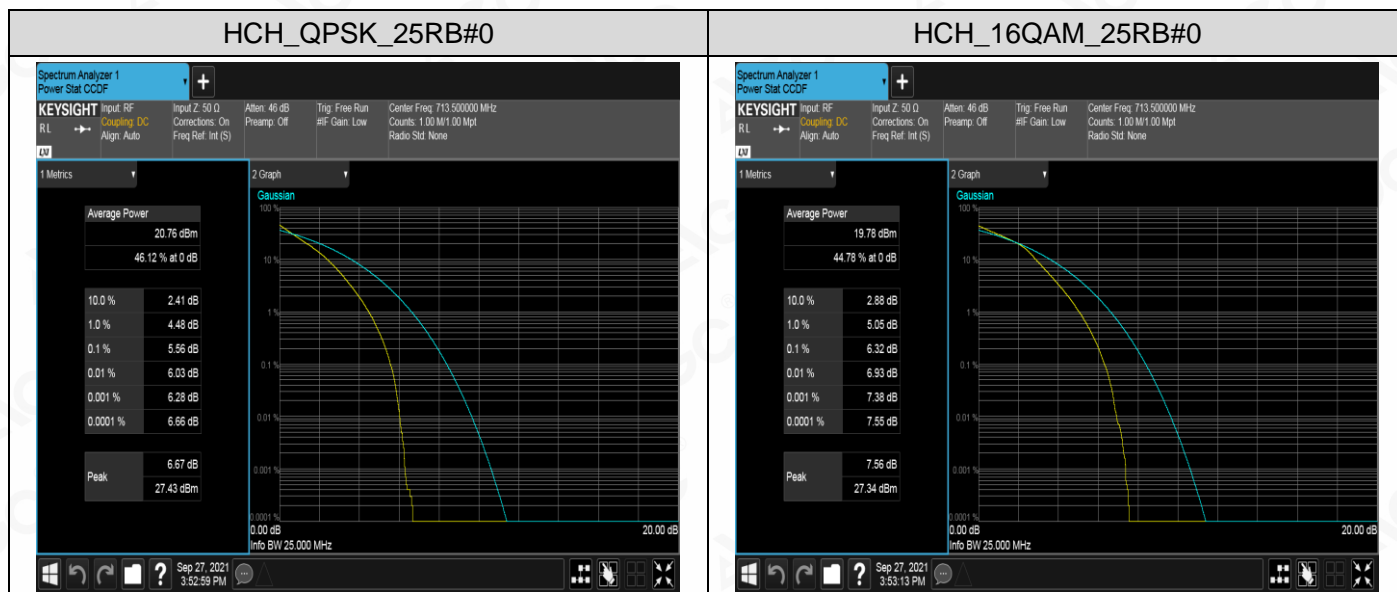 HCH_QPSK_25RB#0
Spectrum Analyzer 1
Power Stat CCDF
+
KEYSIGHT
RL
Input: RF
Coupling: DC
Align: Auto
Input Z: 50 Ω
Corrections: On
Freq Ref: Int (S)
Atten: 46 dB
Preamp: Off
Trig: Free Run
#IF Gain: Low
Center Freq: 713.500000 MHz
Counts: 1.00 M/1.00 Mpt
Radio Std: None
LXI
1 Metrics
Average Power
20.76 dBm
46.12 % at 0 dB
10.0 % 2.41 dB
1.0 % 4.48 dB
0.1 % 5.56 dB
0.01 % 6.03 dB
0.001 % 6.28 dB
0.0001 % 6.66 dB
Peak
6.67 dB
27.43 dBm
2 Graph
Gaussian
100 %
10 %
1 %
0.1 %
0.01 %
0.001 %
0.0001 %
0.00 dB 20.00 dB
Info BW 25.000 MHz
?
Sep 27, 2021
3:52:59 PM
HCH_16QAM_25RB#0
Spectrum Analyzer 1
Power Stat CCDF
+
KEYSIGHT
RL
Input: RF
Coupling: DC
Align: Auto
Input Z: 50 Ω
Corrections: On
Freq Ref: Int (S)
Atten: 46 dB
Preamp: Off
Trig: Free Run
#IF Gain: Low
Center Freq: 713.500000 MHz
Counts: 1.00 M/1.00 Mpt
Radio Std: None
LXI
1 Metrics
Average Power
19.78 dBm
44.78 % at 0 dB
10.0 % 2.88 dB
1.0 % 5.05 dB
0.1 % 6.32 dB
0.01 % 6.93 dB
0.001 % 7.38 dB
0.0001 % 7.55 dB
Peak
7.56 dB
27.34 dBm
2 Graph
Gaussian
100 %
10 %
1 %
0.1 %
0.01 %
0.001 %
0.0001 %
0.00 dB 20.00 dB
Info BW 25.000 MHz
?
Sep 27, 2021
3:53:13 PM